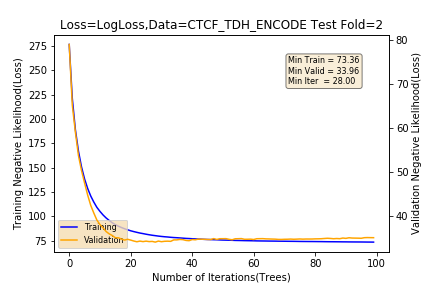 Loss=LogLoss,Data=CTCF_TDH_ENCODE Test Fold=2
Training Negative Likelihood(Loss)
275
250
225
200
175
150
125
100
75
Min Train = 73.36
Min Valid = 33.96
Min Iter = 28.00
Training
Validation
80
70
60
50
40
Validation Negative Likelihood(Loss)
0 20 40 60 80 100
Number of Iterations(Trees)